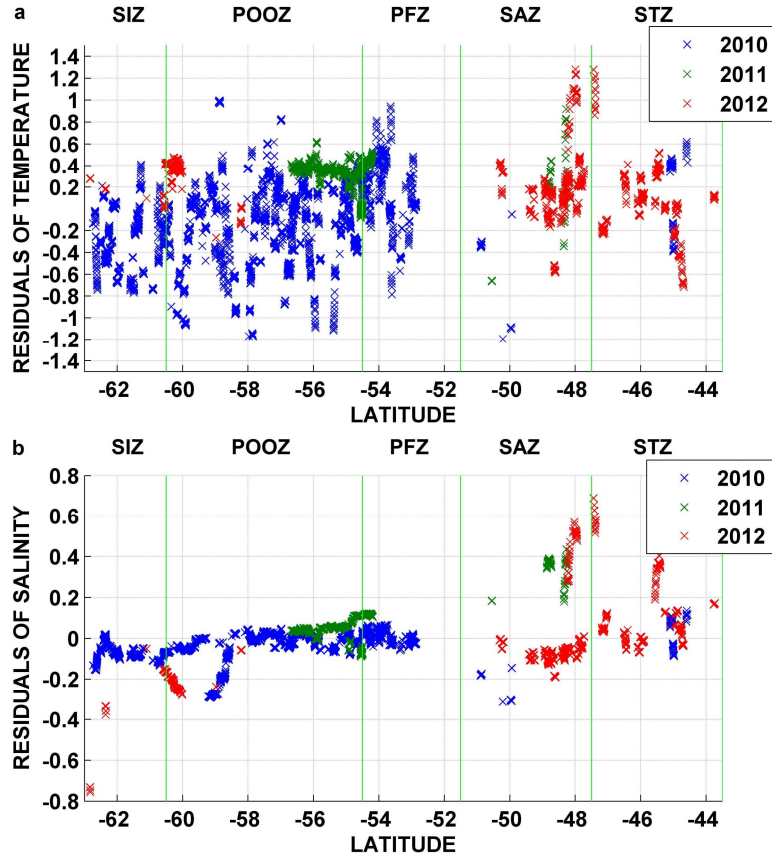 a
SIZ POOZ PFZ SAZ STZ
× 2010
× 2011
× 2012
1.4
1.2
1
0.8
0.6
0.4
0.2
-0.2
-0.4
-0.6
-0.8
-1
-1.2
-1.4
RESIDUALS OF TEMPERATURE
-62 -60 -58 -56 -54 -52 -50 -48 -46 -44
LATITUDE
b
SIZ POOZ PFZ SAZ STZ
× 2010
× 2011
× 2012
0.8
0.6
0.4
0.2
0
-0.2
-0.4
-0.6
-0.8
RESIDUALS OF SALINITY
-62 -60 -58 -56 -54 -52 -50 -48 -46 -44
LATITUDE